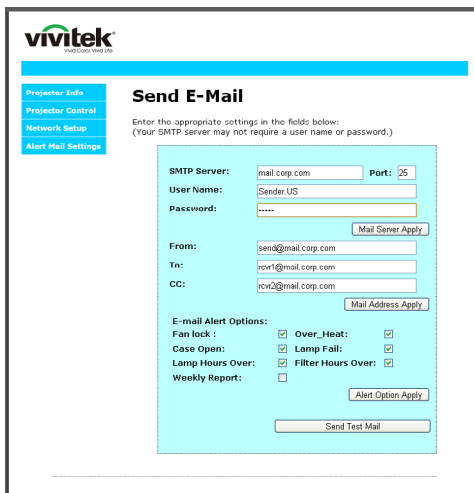 vivitek
Vivid Color, Vivid Life
Projector Info
Projector Control
Network Setup
Alert Mail Settings
Send E-Mail
Enter the appropriate settings in the fields below:
(Your SMTP server may not require a user name or password.)
SMTP Server: mail.corp.com Port: 25
User Name: Sender.US
Password: -----
Mail Server Apply
From: send@mail.corp.com
To: rcvr1@mail.corp.com
CC: rcvr2@mail.corp.com
Mail Address Apply
E-mail Alert Options:
Fan lock : Over_Heat:
Case Open: Lamp Fail:
Lamp Hours Over: Filter Hours Over:
Weekly Report:
Alert Option Apply
Send Test Mail